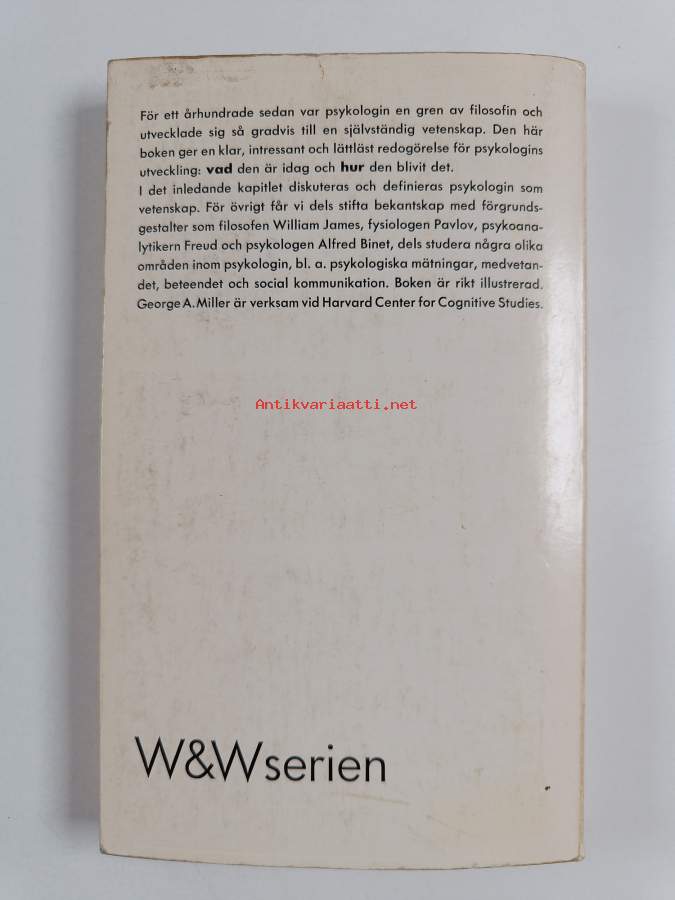 För ett århundrade sedan var psykologin en gren av filosofin och
utvecklade sig så gradvis till en självständig vetenskap. Den här
boken ger en klar, intressant och lättläst redogörelse för psykologins
utveckling: vad den är idag och hur den blivit det.
I det inledande kapitlet diskuteras och definieras psykologin som
vetenskap. För övrigt får vi dels stifta bekantskap med förgrunds-
gestalter som filosofen William James, fysiologen Pavlov, psykoana-
lytikern Freud och psykologen Alfred Binet, dels studera några olika
områden inom psykologin, bl. a. psykologiska mätningar, medvetan-
det, beteendet och social kommunikation. Boken är rikt illustrerad.
George A. Miller är verksam vid Harvard Center for Cognitive Studies.
Antikvariaatti.net
W&Wserien